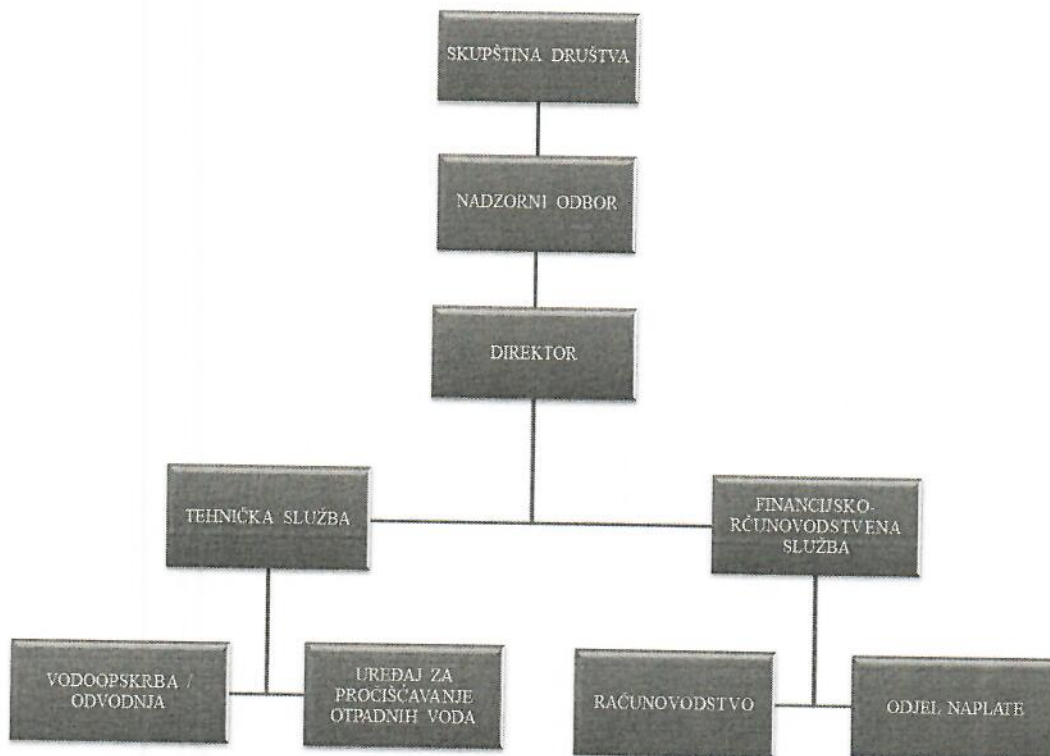 SKUPŠTINA DRUŠTVA
NADZORNI ODBOR
DIREKTOR
TEHNIČKA SLUŽBA
FINANCIJSKO-
RČUNOVODSTVENA
SLUŽBA
VODOOPSKRBA /
ODVODNJA
UREĐAJ ZA
PROČIŠĆAVANJE
OTPADNIH VODA
RAČUNOVODSTVO
ODJEL NAPLATE